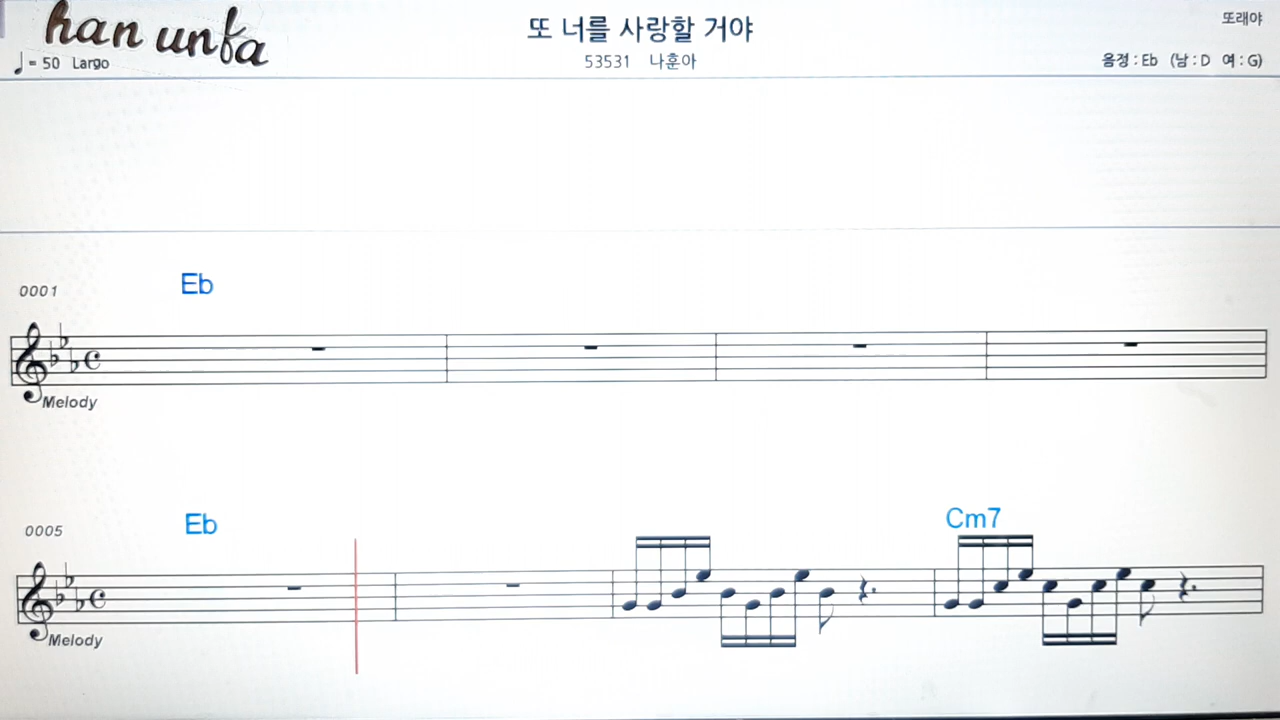 han unfa
또 너를 사랑할 거야
또래야
♩= 50 Largo
53531 나훈아
음정 : Eb (남 : D 여 : G)
0001
Eb
Melody
0005
Eb
Cm7
Melody